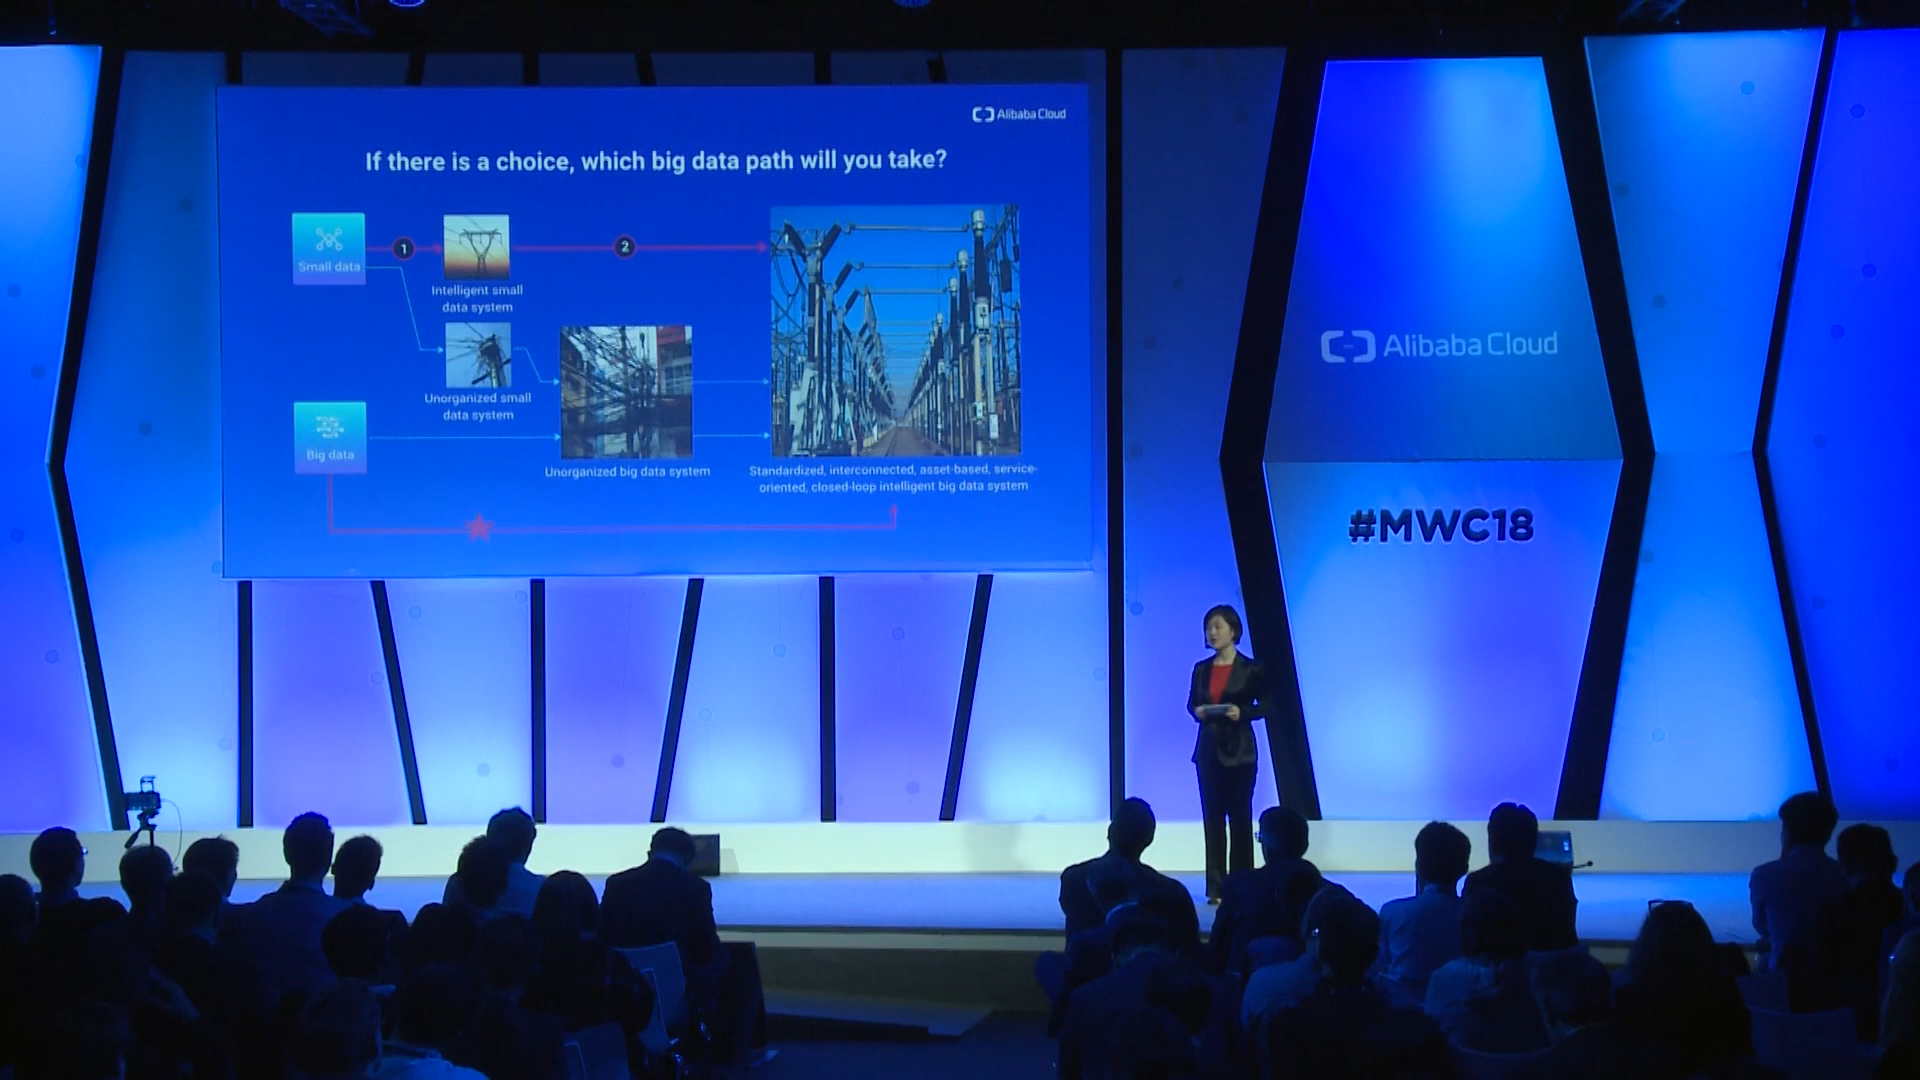 Alibaba Cloud
If there is a choice, which big data path will you take?
Small data
1
2
Intelligent small
data system
Unorganized small
data system
Big data
Unorganized big data system
Standardized, interconnected, asset-based, service-
oriented, closed-loop intelligent big data system
Alibaba Cloud
#MWC18